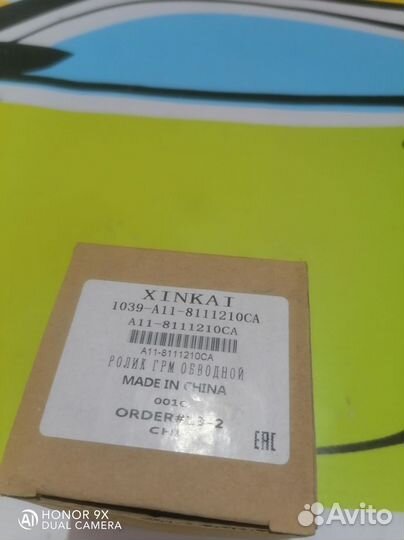 XINKAI
1039-A11-8111210CA
A11-8111210CA
A11-8111210CA
РОЛИК ГРМ ОБВОДНОЙ
MADE IN CHINA
ORDER#
EAC
HONOR 9X
DUAL CAMERA
Avito